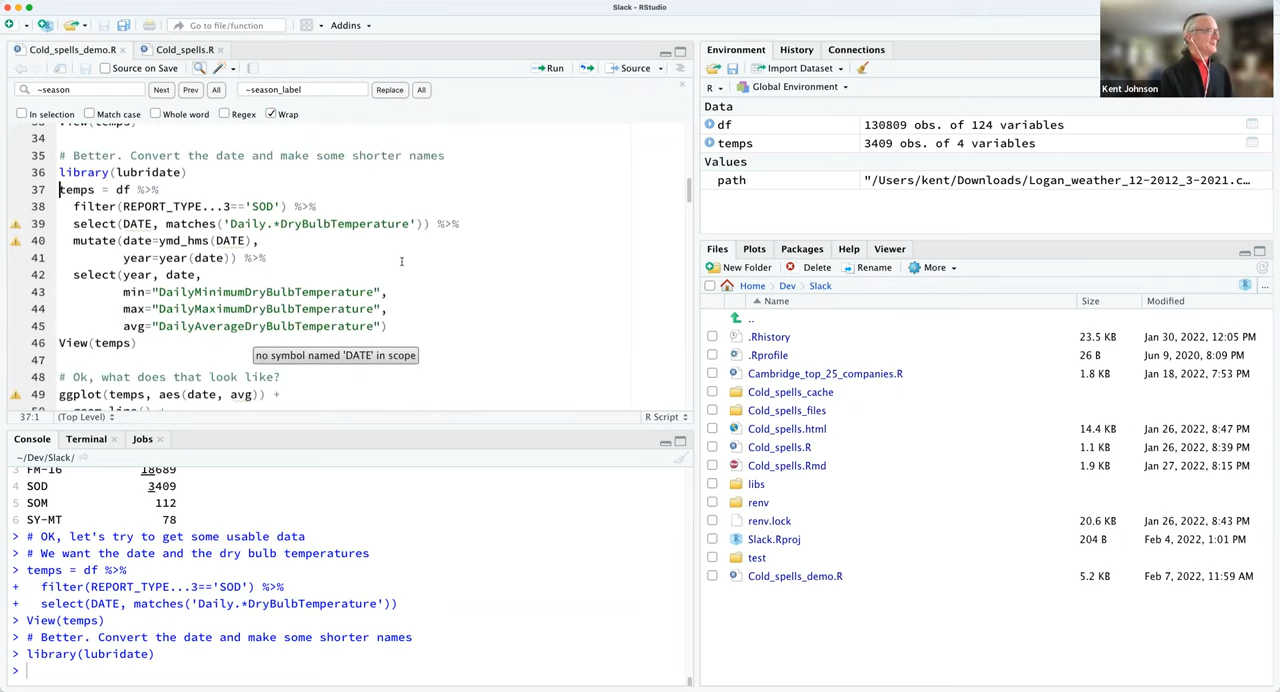 Slack - RStudio
Go to file/function
Addins
Cold_spells_demo.R
Cold_spells.R
Source on Save
Run
Source
~season
Next
Prev
All
~season_label
Replace
All
In selection
Match case
Whole word
Regex
Wrap
33 View(temps)
34
35 # Better. Convert the date and make some shorter names
36 library(lubridate)
37 temps = df %>%
38 filter(REPORT_TYPE...3=='SOD') %>%
39 select(DATE, matches('Daily.*DryBulbTemperature')) %>%
40 mutate(date=ymd_hms(DATE),
41 year=year(date)) %>%
42 select(year, date,
43 min="DailyMinimumDryBulbTemperature",
44 max="DailyMaximumDryBulbTemperature",
45 avg="DailyAverageDryBulbTemperature")
46 View(temps)
no symbol named 'DATE' in scope
47
48 # Ok, what does that look like?
49 ggplot(temps, aes(date, avg)) +
50 geom_line() +
37:1 (Top Level)
R Script
Console
Terminal
Jobs
~/Dev/Slack/
3 FM-16 18689
4 SOD 3409
5 SOM 112
6 SY-MT 78
> # OK, let's try to get some usable data
> # We want the date and the dry bulb temperatures
> temps = df %>%
+ filter(REPORT_TYPE...3=='SOD') %>%
+ select(DATE, matches('Daily.*DryBulbTemperature'))
> View(temps)
> # Better. Convert the date and make some shorter names
> library(lubridate)
>
Environment
History
Connections
Import Dataset
R
Global Environment
Data
df 130809 obs. of 124 variables
temps 3409 obs. of 4 variables
Values
path "/Users/kent/Downloads/Logan_weather_12-2012_3-2021.c…
Files
Plots
Packages
Help
Viewer
New Folder
Delete
Rename
More
Home
Dev
Slack
...
Name
Size
Modified
..
.Rhistory 23.5 KB Jan 30, 2022, 12:05 PM
.Rprofile 26 B Jun 9, 2020, 8:09 PM
Cambridge_top_25_companies.R 1.8 KB Jan 18, 2022, 7:53 PM
Cold_spells_cache
Cold_spells_files
Cold_spells.html 14.4 KB Jan 26, 2022, 8:47 PM
Cold_spells.R 1.1 KB Jan 26, 2022, 8:39 PM
Cold_spells.Rmd 1.9 KB Jan 27, 2022, 8:15 PM
libs
renv
renv.lock 20.6 KB Jan 26, 2022, 8:43 PM
Slack.Rproj 204 B Feb 4, 2022, 1:01 PM
test
Cold_spells_demo.R 5.2 KB Feb 7, 2022, 11:59 AM
Kent Johnson